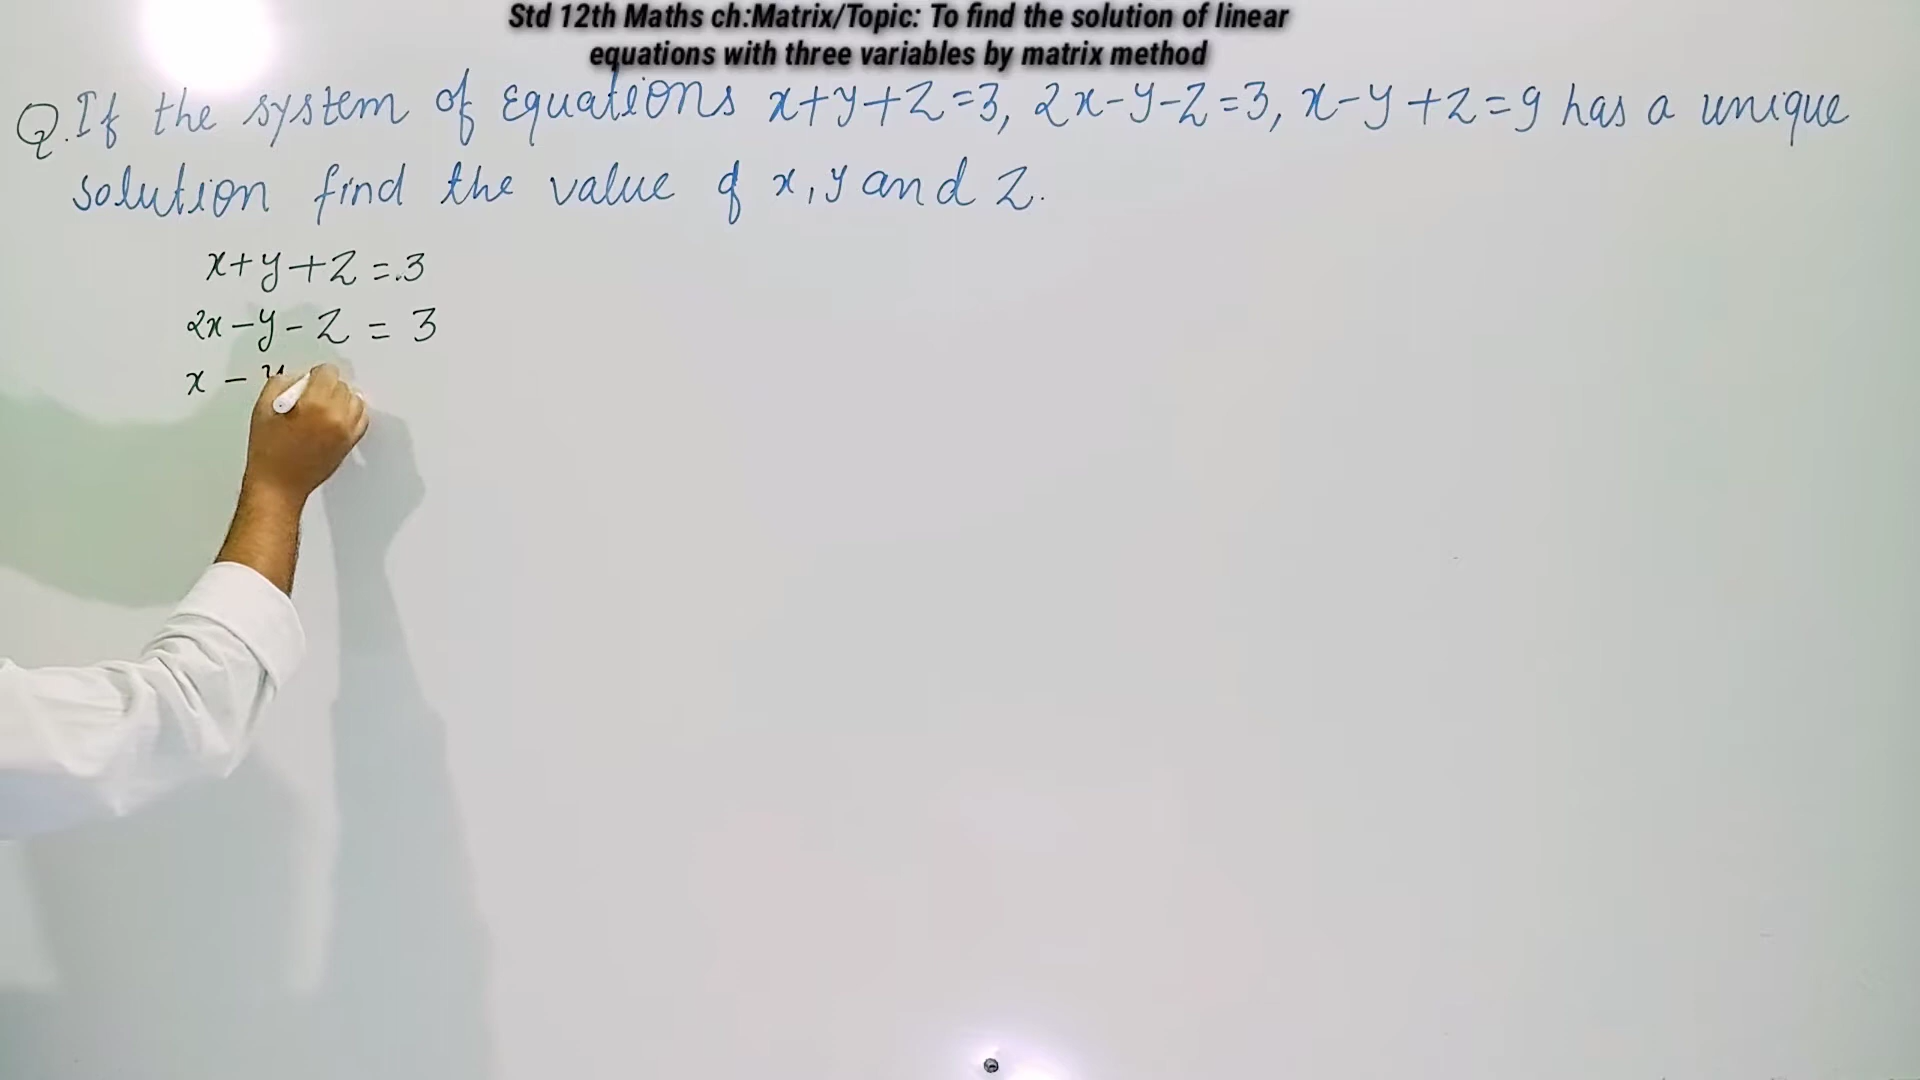 Std 12th Maths ch:Matrix/Topic: To find the solution of linear
equations with three variables by matrix method
Q. If the system of Equations x+y+z=3, 2x-y-z=3, x-y+z=9 has a unique
solution find the value of x, y and z.
x+y+z=3
2x-y-z = 3
x - y